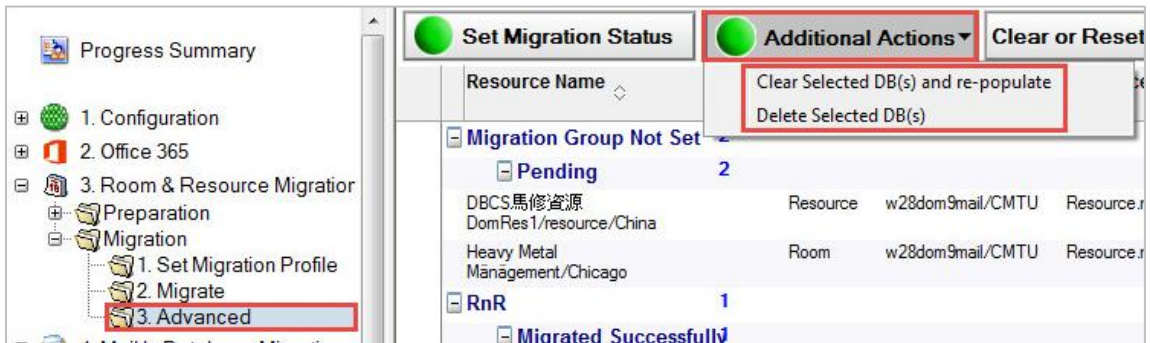 Progress Summary
1. Configuration
2. Office 365
3. Room & Resource Migration
Preparation
Migration
1. Set Migration Profile
2. Migrate
3. Advanced
Set Migration Status
Additional Actions
Clear or Reset
Resource Name
Clear Selected DB(s) and re-populate
Delete Selected DB(s)
Migration Group Not Set
Pending 2
DBCS馬修資源 Resource w28dom9mail/CMTU
DomRes1/resource/China
Heavy Metal Room w28dom9mail/CMTU
Mänägement/Chicago
RnR 1
Migrated Successfully